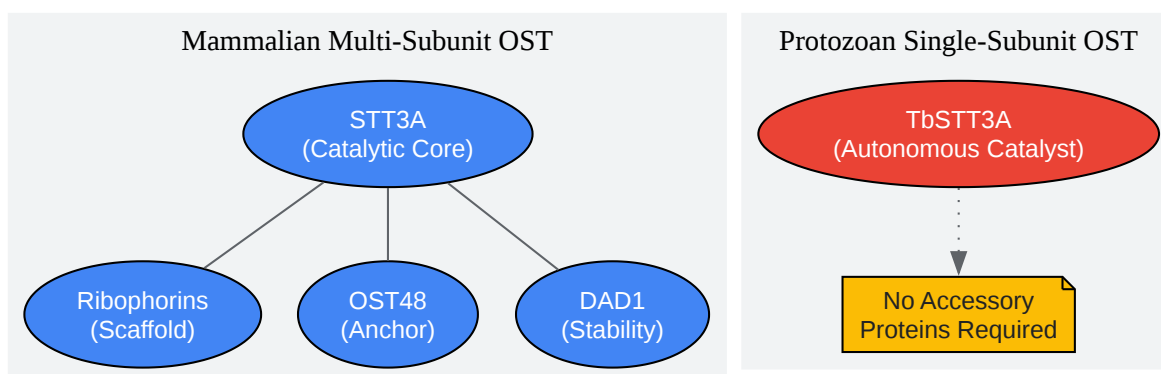 Mammalian Multi-Subunit OST
STT3A
(Catalytic Core)
Ribophorins
(Scaffold)
OST48
(Anchor)
DAD1
(Stability)
Protozoan Single-Subunit OST
TbSTT3A
(Autonomous Catalyst)
No Accessory
Proteins Required